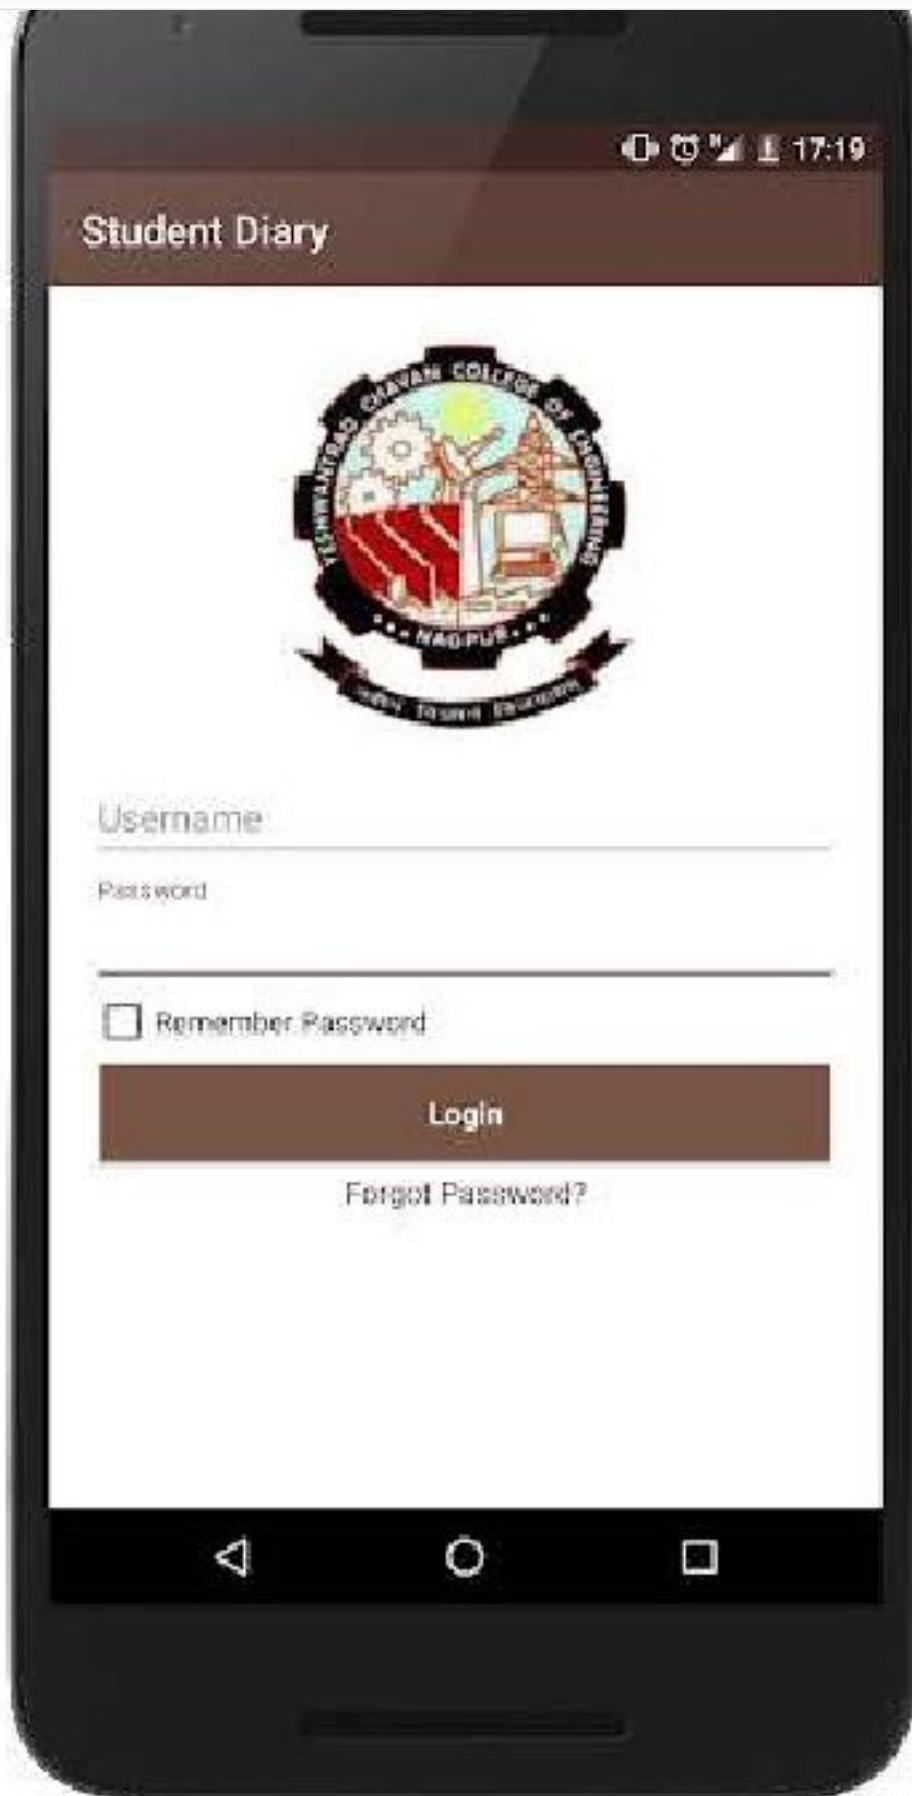 17:19
Student Diary
YESHWANTRAO CHAVAN COLLEGE OF ENGINEERING
NAGPUR
Username
Password
Remember Password
Login
Forgot Password?